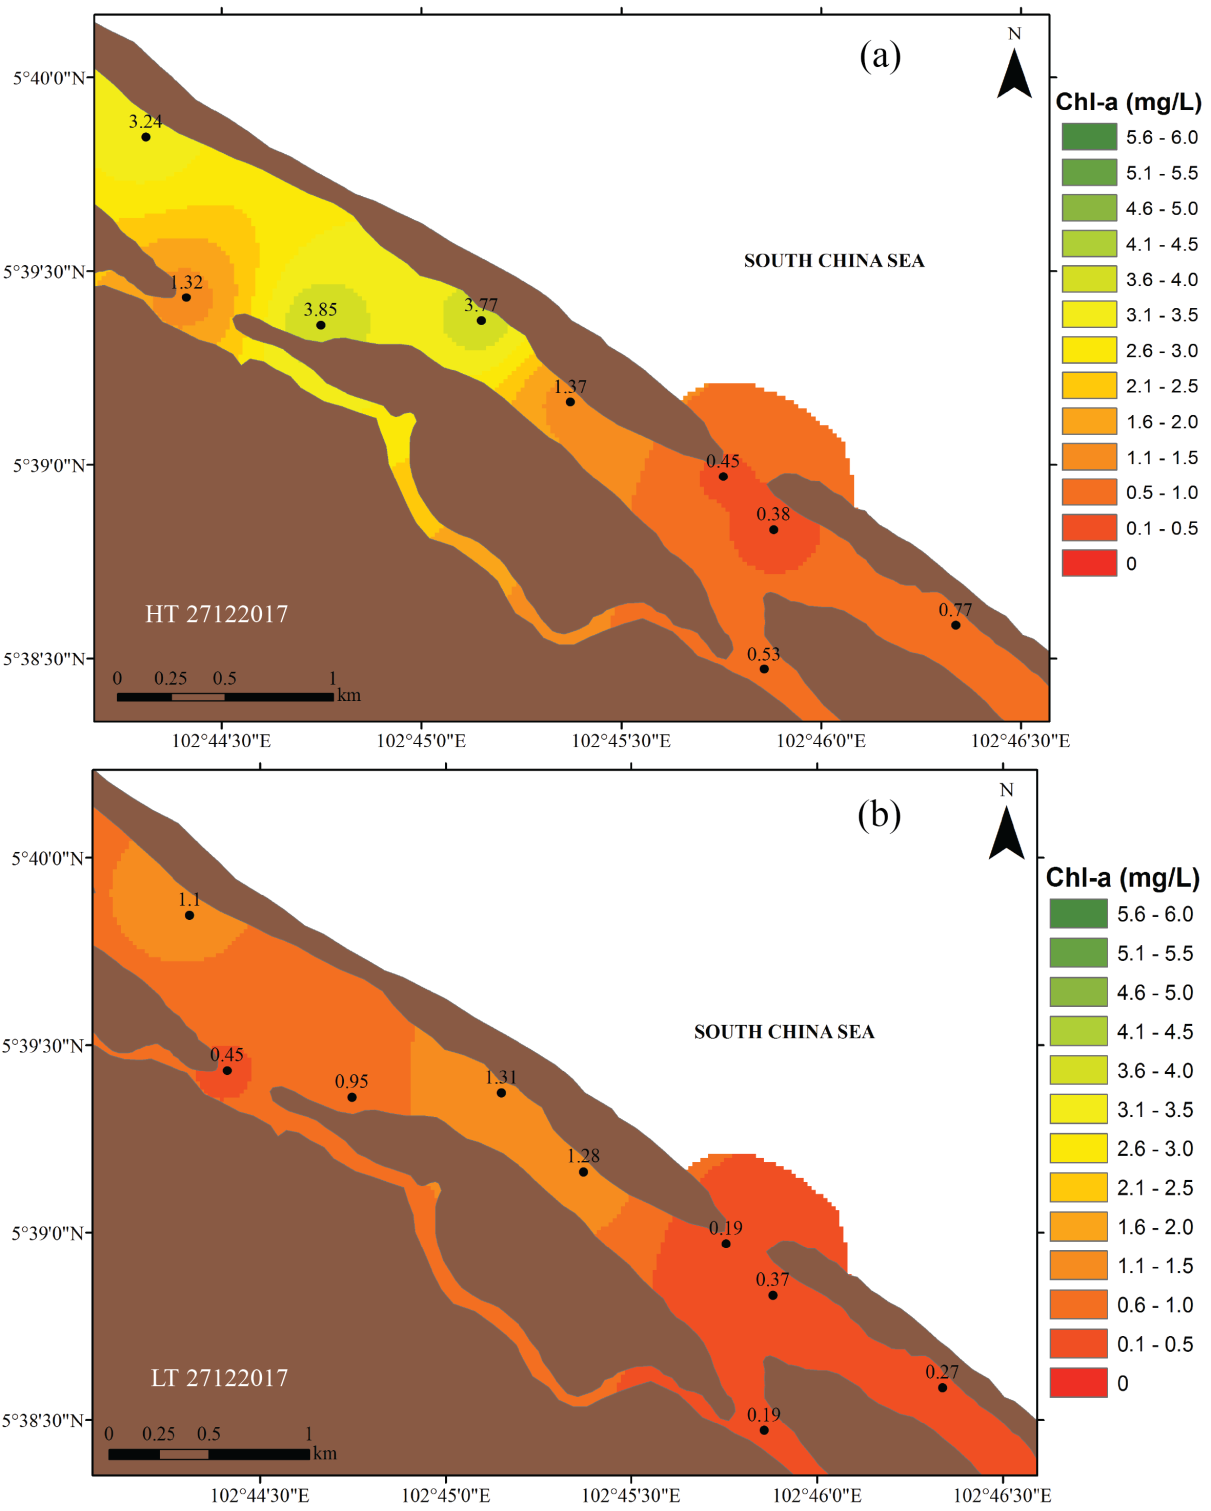 (a)
N
5°40'0"N
5°39'30"N
5°39'0"N
5°38'30"N
3.24
1.32
3.85
3.77
1.37
0.45
0.38
0.77
0.53
SOUTH CHINA SEA
HT 27122017
0 0.25 0.5 1
km
102°44'30"E 102°45'0"E 102°45'30"E 102°46'0"E 102°46'30"E
Chl-a (mg/L)
5.6 - 6.0
5.1 - 5.5
4.6 - 5.0
4.1 - 4.5
3.6 - 4.0
3.1 - 3.5
2.6 - 3.0
2.1 - 2.5
1.6 - 2.0
1.1 - 1.5
0.5 - 1.0
0.1 - 0.5
0
(b)
N
5°40'0"N
5°39'30"N
5°39'0"N
5°38'30"N
1.1
0.45
0.95
1.31
1.28
0.19
0.37
0.27
0.19
SOUTH CHINA SEA
LT 27122017
0 0.25 0.5 1
km
102°44'30"E 102°45'0"E 102°45'30"E 102°46'0"E 102°46'30"E
Chl-a (mg/L)
5.6 - 6.0
5.1 - 5.5
4.6 - 5.0
4.1 - 4.5
3.6 - 4.0
3.1 - 3.5
2.6 - 3.0
2.1 - 2.5
1.6 - 2.0
1.1 - 1.5
0.6 - 1.0
0.1 - 0.5
0